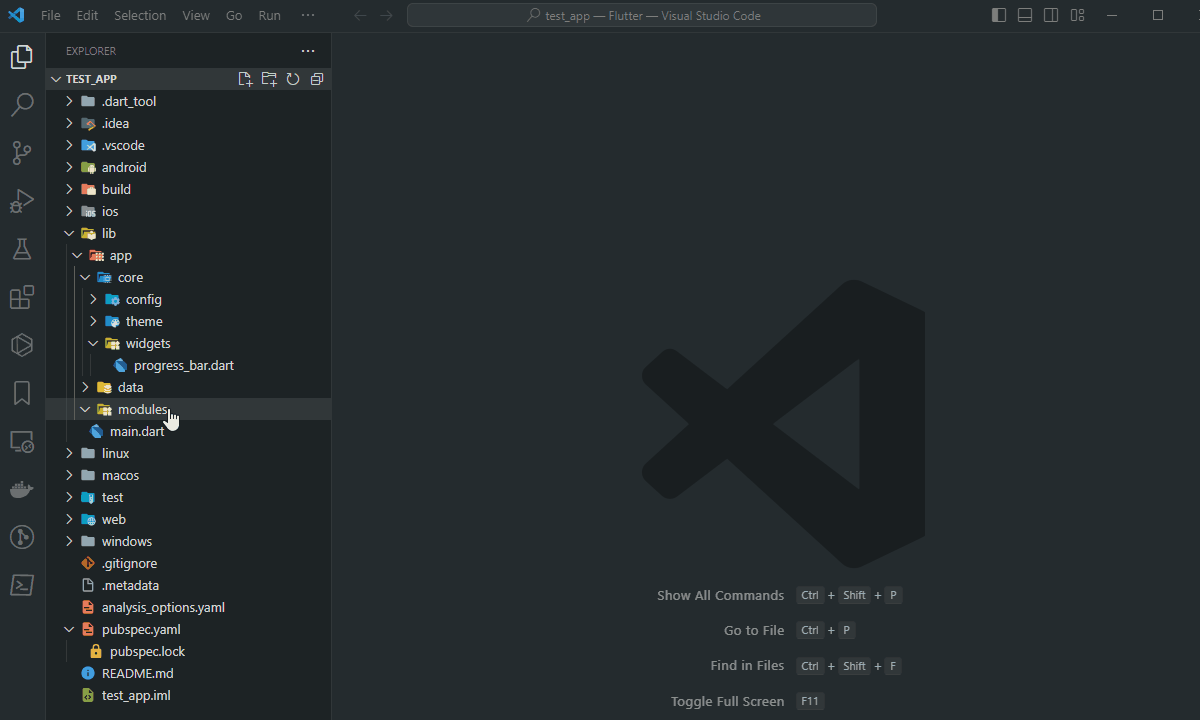 File Edit Selection View Go Run ···
test_app — Flutter — Visual Studio Code
EXPLORER
TEST_APP
.dart_tool
.idea
.vscode
android
build
ios
lib
app
core
config
theme
widgets
progress_bar.dart
data
modules
main.dart
linux
macos
test
web
windows
.gitignore
.metadata
analysis_options.yaml
pubspec.yaml
pubspec.lock
README.md
test_app.iml
Show All Commands Ctrl + Shift + P
Go to File Ctrl + P
Find in Files Ctrl + Shift + F
Toggle Full Screen F11